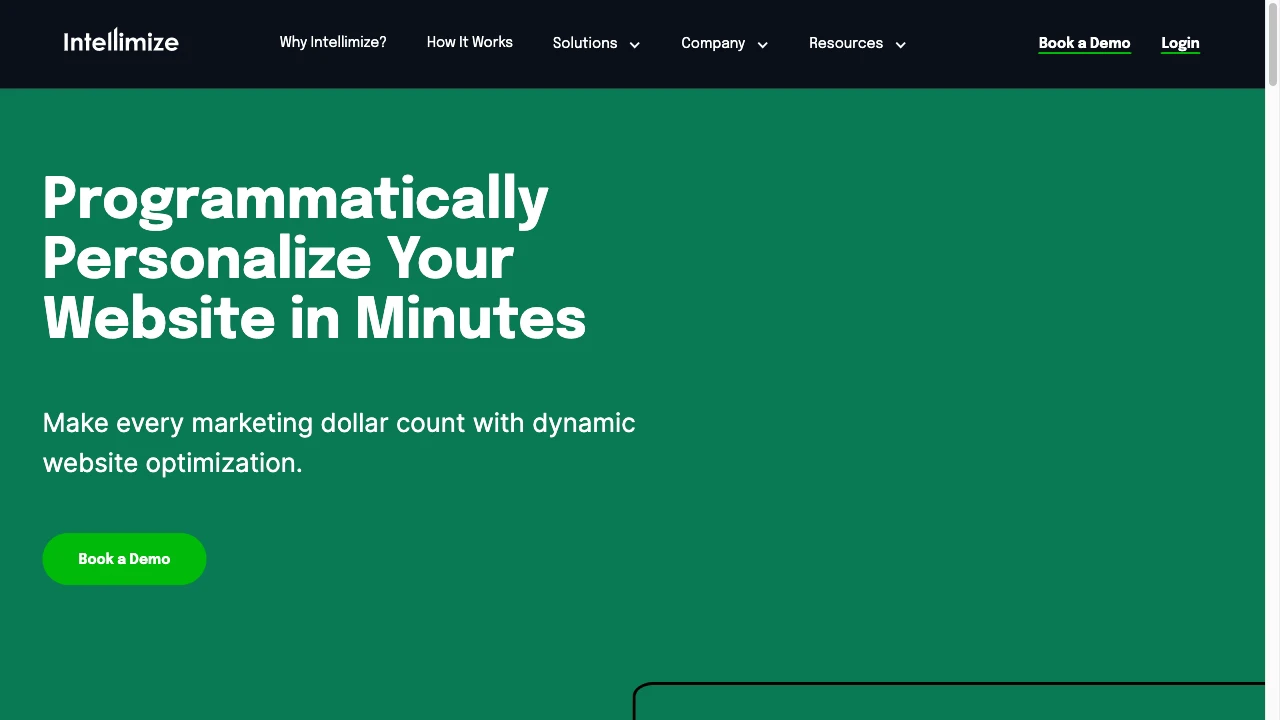 Intellimize
Why Intellimize?
How It Works
Solutions
Company
Resources
Book a Demo
Login
Programmatically
Personalize Your
Website in Minutes
Make every marketing dollar count with dynamic
website optimization.
Book a Demo